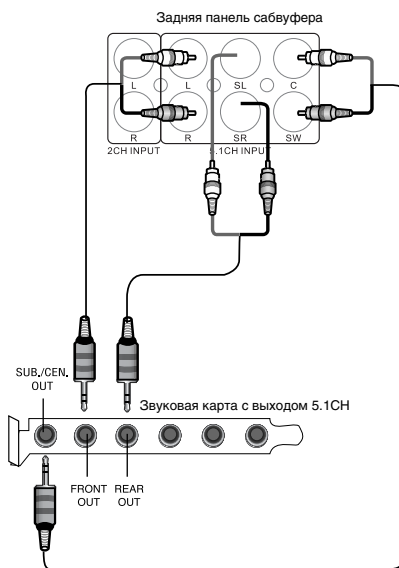 Задняя панель сабвуфера
L L SL C
R R SR SW
2CH INPUT 5.1CH INPUT
SUB./CEN.
OUT
Звуковая карта с выходом 5.1CH
FRONT REAR
OUT OUT